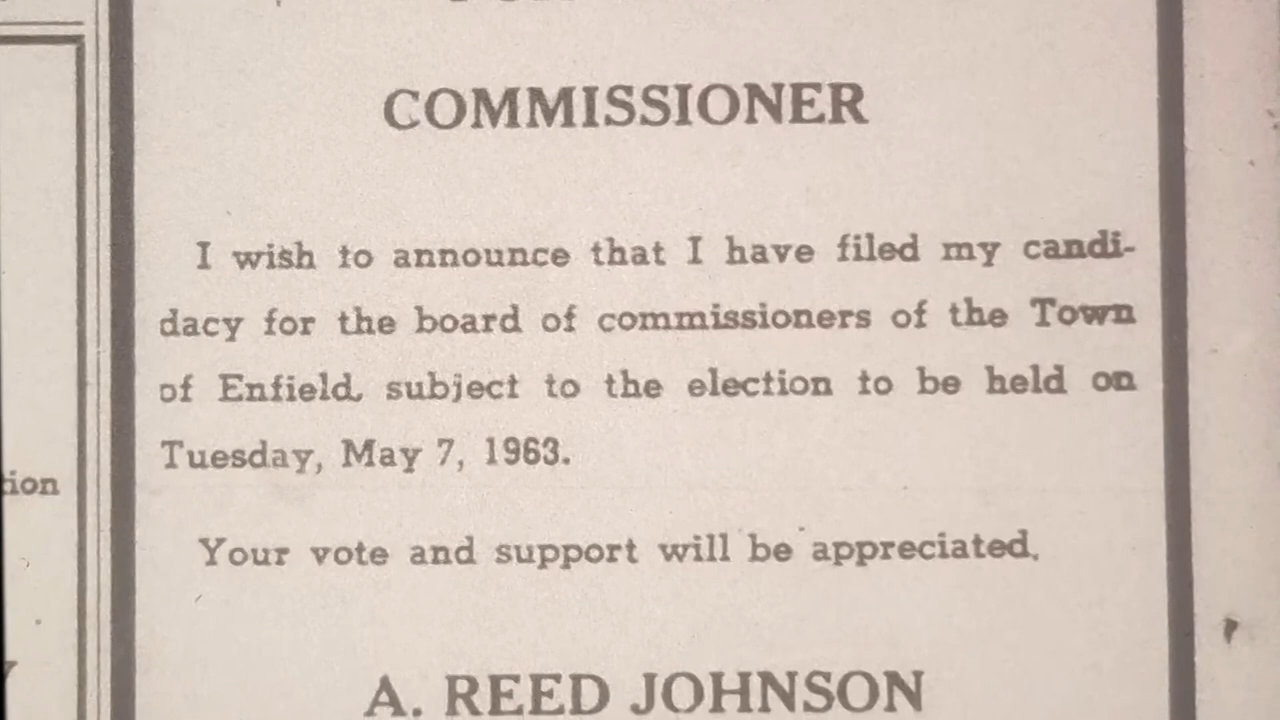 COMMISSIONER
I wish to announce that I have filed my candi-
dacy for the board of commissioners of the Town
of Enfield, subject to the election to be held on
Tuesday, May 7, 1963.
tion
Your vote and support will be appreciated.
A. REED JOHNSON